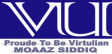 VU
Proude To Be Virtulian
MOAAZ SIDDIQ